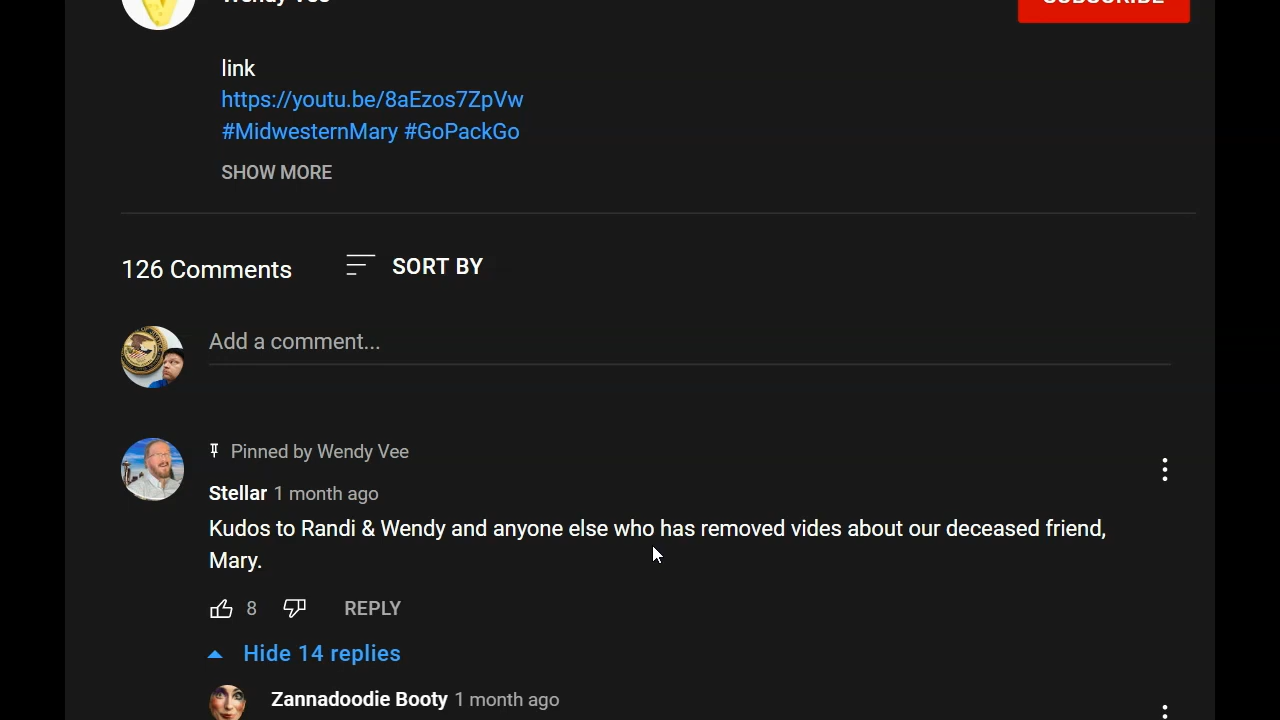 Wendy Vee
SUBSCRIBE
link
https://youtu.be/8aEzos7ZpVw
#MidwesternMary #GoPackGo
SHOW MORE
126 Comments
SORT BY
Add a comment...
Pinned by Wendy Vee
Stellar 1 month ago
Kudos to Randi & Wendy and anyone else who has removed vides about our deceased friend,
Mary.
8
REPLY
Hide 14 replies
Zannadoodie Booty 1 month ago